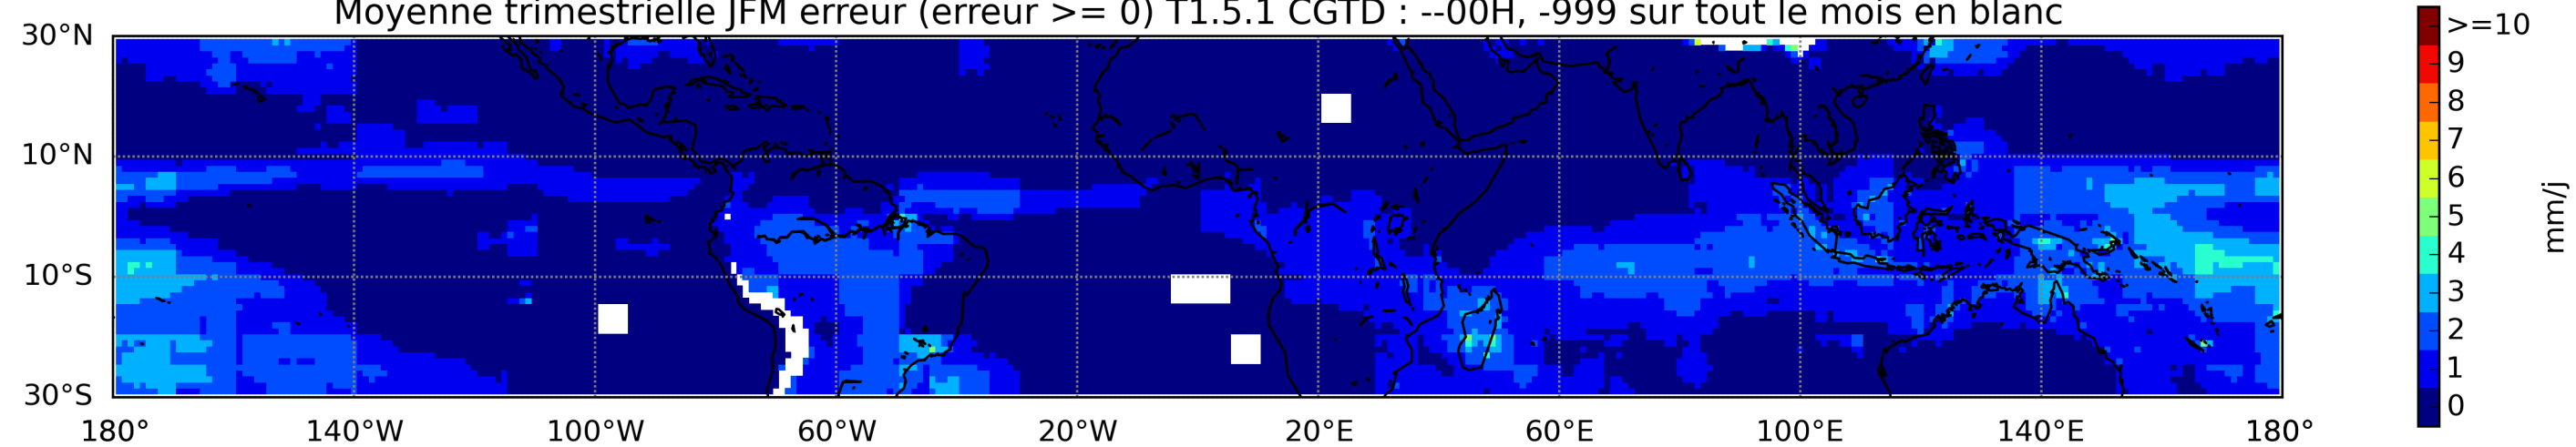 Moyenne trimestrielle JFM erreur (erreur >= 0) T1.5.1 CGTD : --00H, -999 sur tout le mois en blanc
30°N
10°N
10°S
30°S
180° 140°W 100°W 60°W 20°W 20°E 60°E 100°E 140°E 180°
>=10
9
8
7
6
5
4
3
2
1
0
mm/j